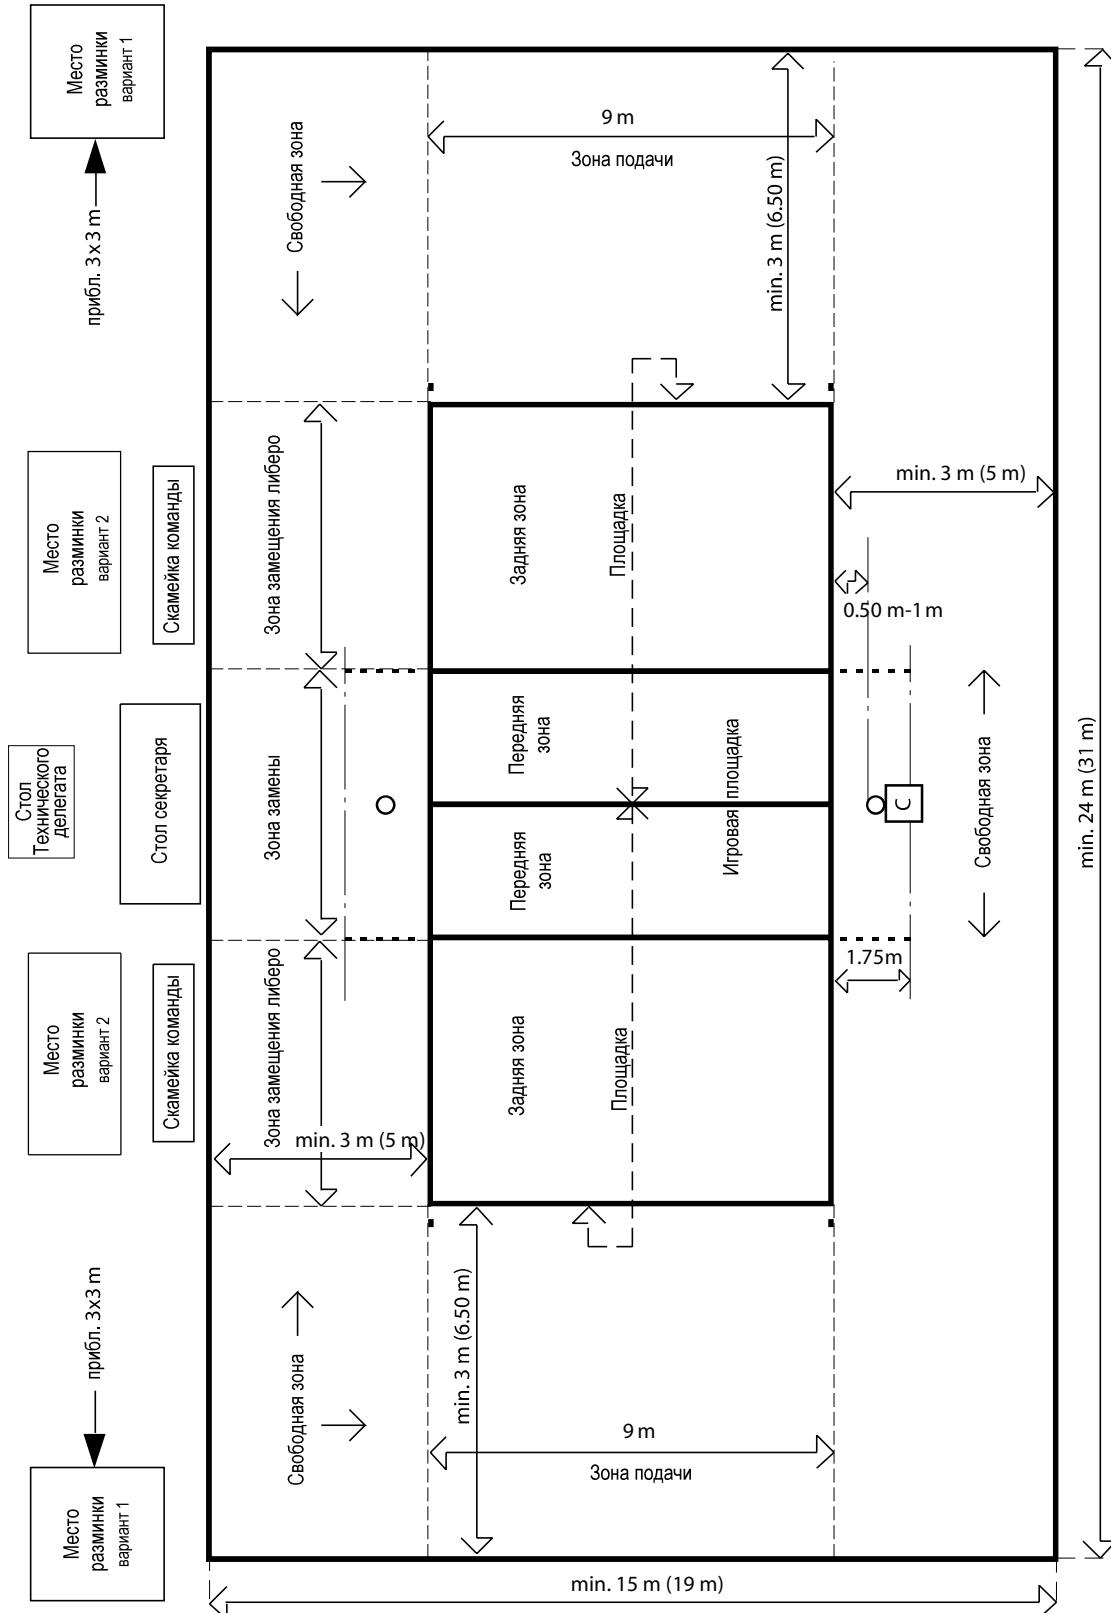 Место
разминки
вариант 1
прибл. 3x3 m
Свободная зона
9 m
Зона подачи
min. 3 m (6.50 m)
Место
разминки
вариант 2
Скамейка команды
Зона замещения либеро
Задняя зона
Площадка
min. 3 m (5 m)
0.50 m-1 m
Стол
Технического
делегата
Стол секретаря
Зона замены
Передняя
зона
Передняя
зона
Игровая площадка
C
Свободная зона
min. 24 m (31 m)
Место
разминки
вариант 2
Скамейка команды
Зона замещения либеро
min. 3 m (5 m)
Задняя зона
Площадка
1.75m
прибл. 3x3 m
Свободная зона
min. 3 m (6.50 m)
9 m
Зона подачи
Место
разминки
вариант 1
min. 15 m (19 m)